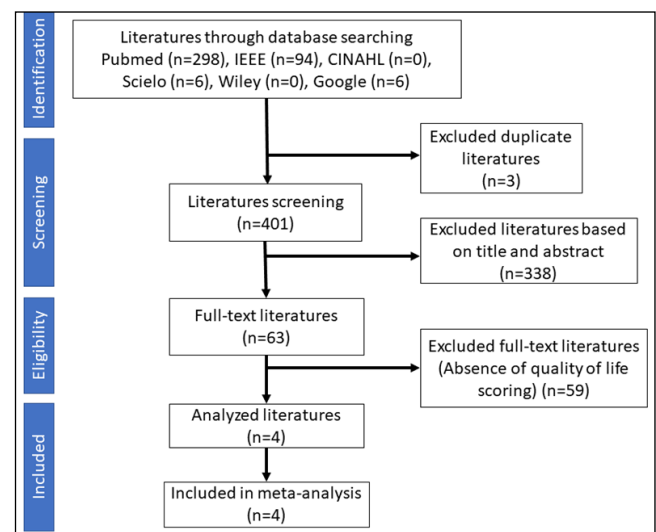 Identification
Literatures through database searching
Pubmed (n=298), IEEE (n=94), CINAHL (n=0),
Scielo (n=6), Wiley (n=0), Google (n=6)
Excluded duplicate
literatures
(n=3)
Screening
Literatures screening
(n=401)
Excluded literatures based
on title and abstract
(n=338)
Eligibility
Full-text literatures
(n=63)
Excluded full-text literatures
(Absence of quality of life
scoring) (n=59)
Included
Analyzed literatures
(n=4)
Included in meta-analysis
(n=4)